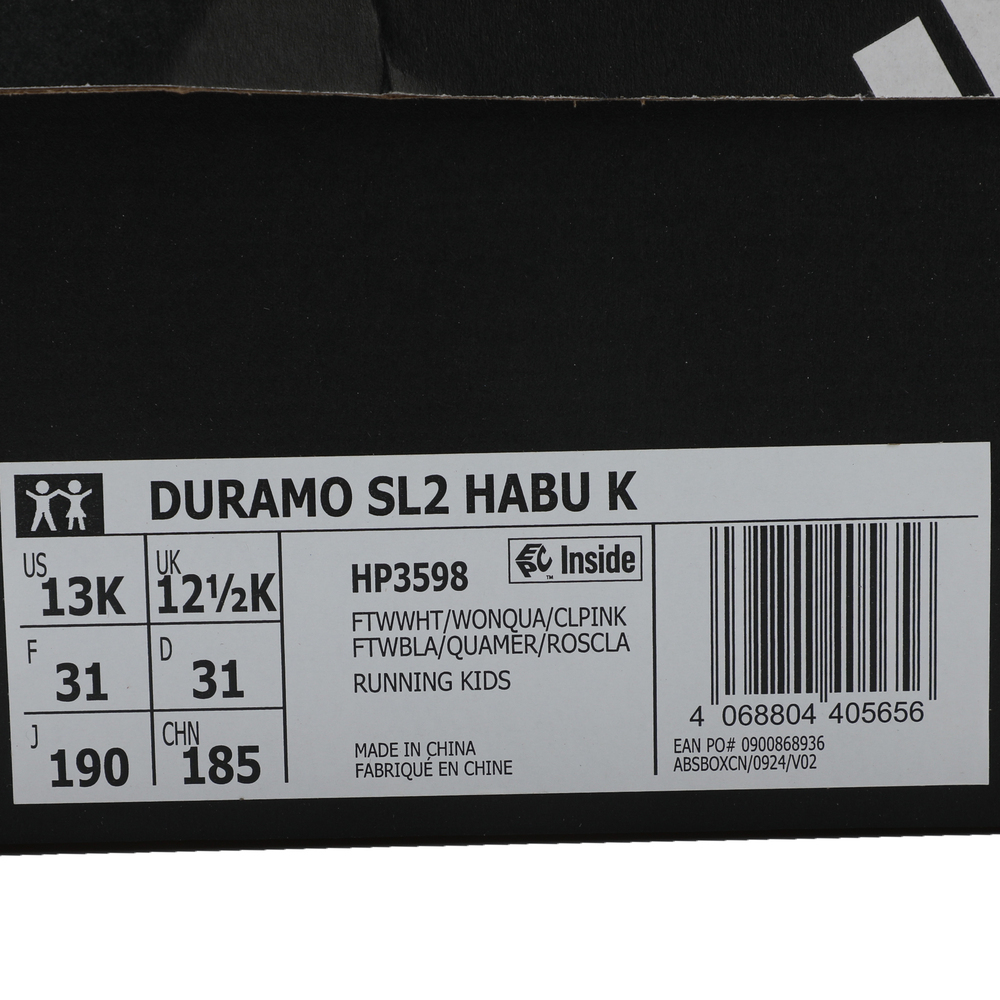 DURAMO SL2 HABU K
US
13K
UK
12½K
F
31
D
31
J
190
CHN
185
HP3598
Inside
FTWWHT/WONQUA/CLPINK
FTWBLA/QUAMER/ROSCLA
RUNNING KIDS
MADE IN CHINA
FABRIQUÉ EN CHINE
4 068804 405656
EAN PO# 0900868936
ABSBOXCN/0924/V02